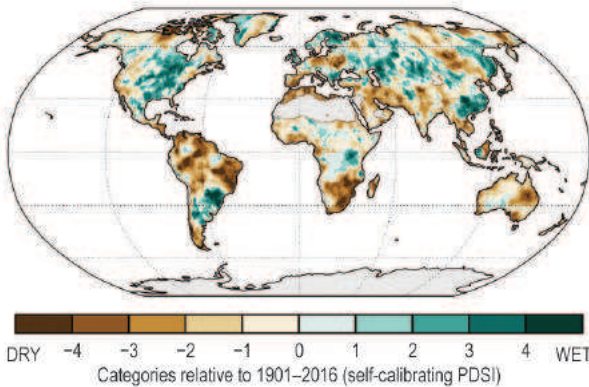 DRY −4 −3 −2 −1 0 1 2 3 4 WET
Categories relative to 1901–2016 (self-calibrating PDSI)